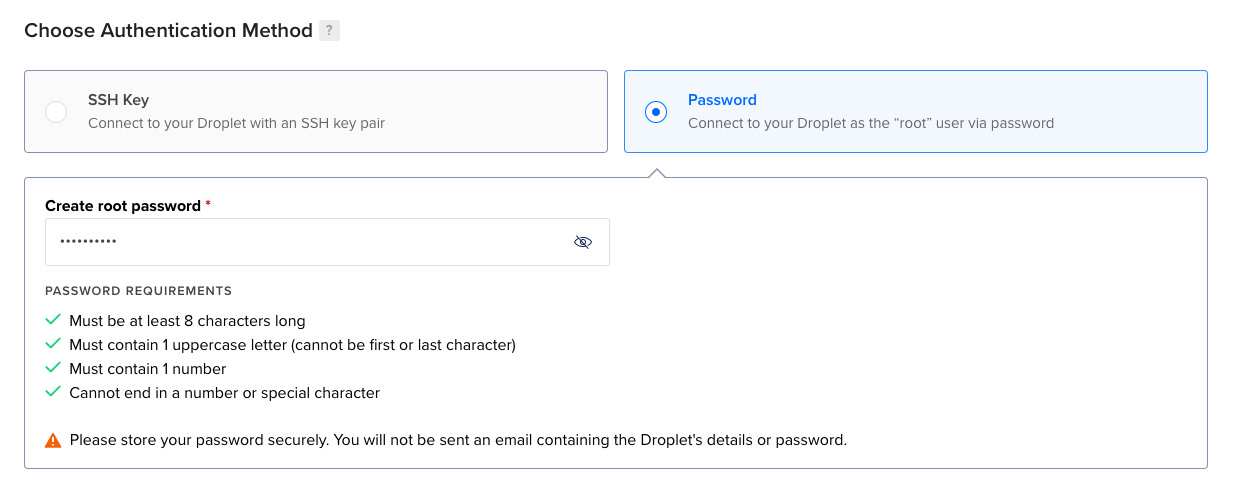 Choose Authentication Method ?
SSH Key
Connect to your Droplet with an SSH key pair
Password
Connect to your Droplet as the “root” user via password
Create root password *
••••••••••
PASSWORD REQUIREMENTS
Must be at least 8 characters long
Must contain 1 uppercase letter (cannot be first or last character)
Must contain 1 number
Cannot end in a number or special character
Please store your password securely. You will not be sent an email containing the Droplet's details or password.